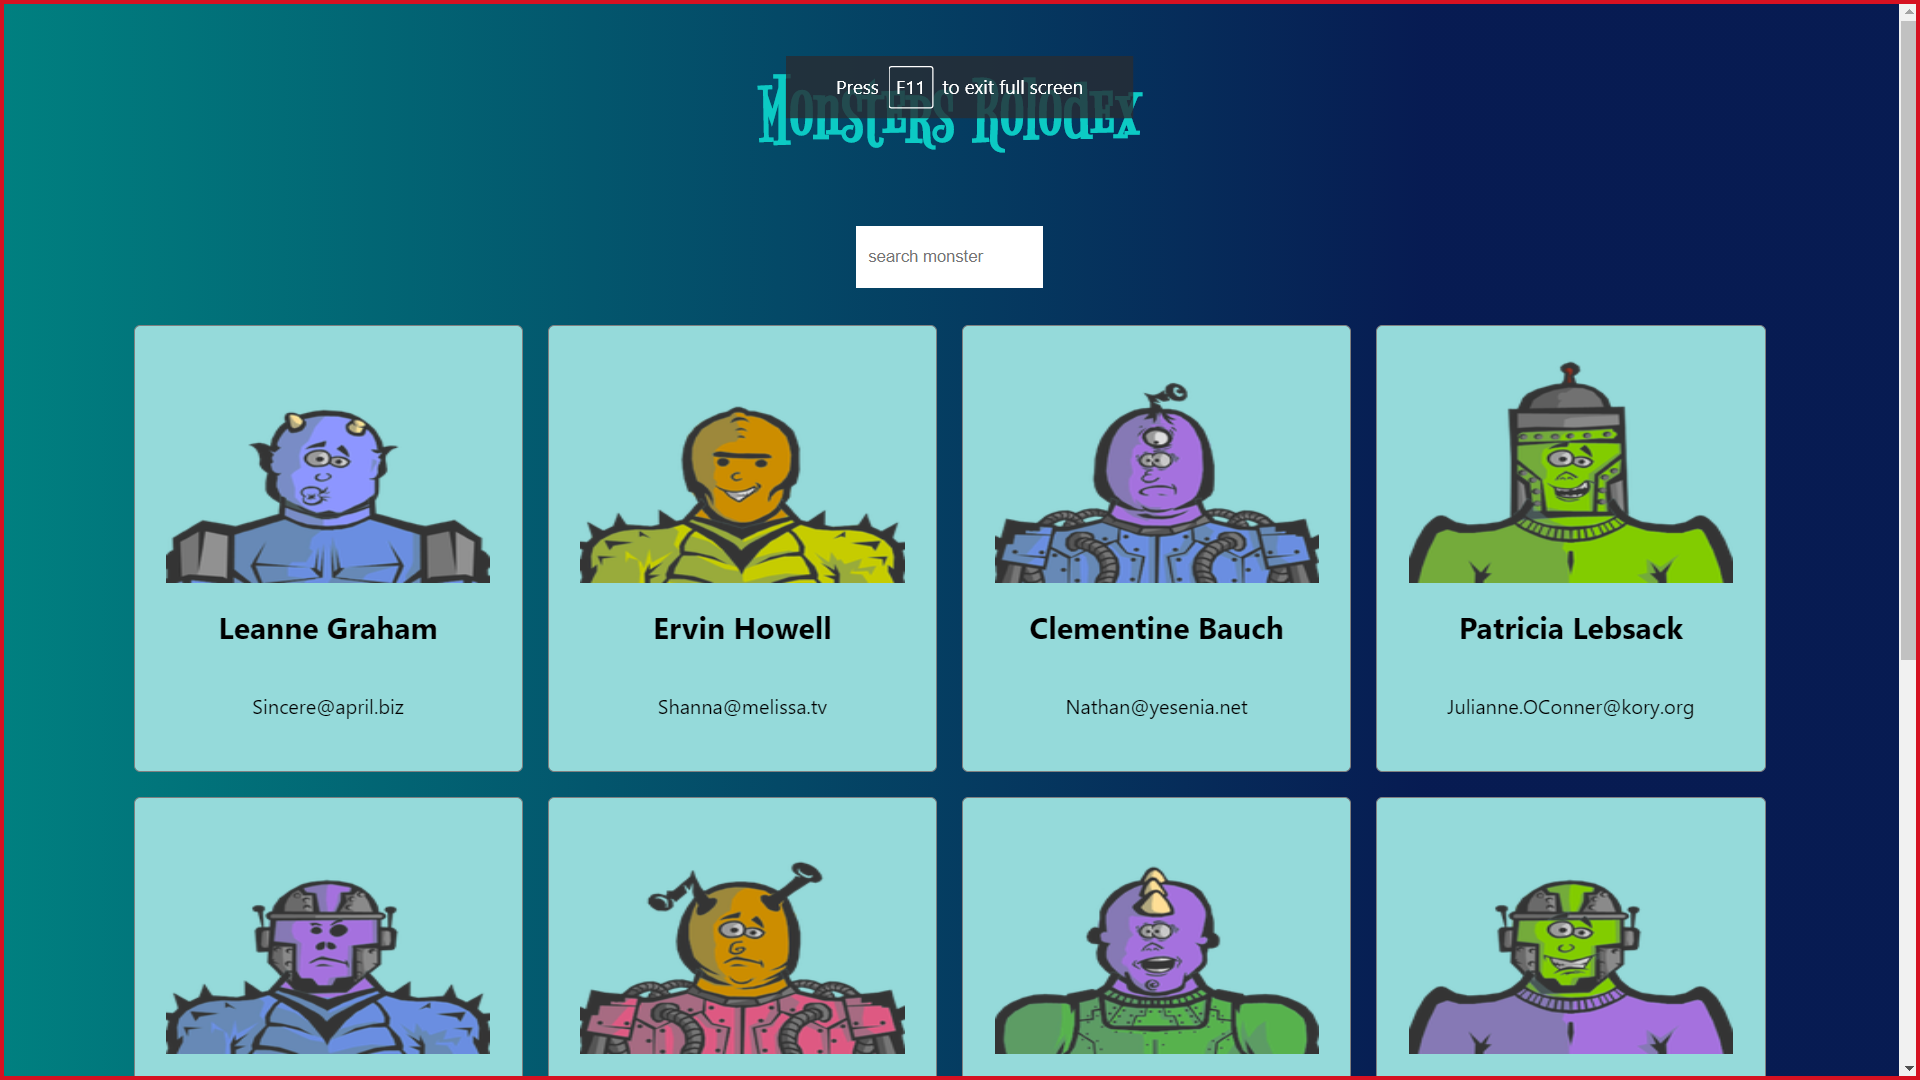 Press F11 to exit full screen
Monsters Rolodex
search monster
Leanne Graham
Ervin Howell
Clementine Bauch
Patricia Lebsack
Sincere@april.biz
Shanna@melissa.tv
Nathan@yesenia.net
Julianne.OConner@kory.org